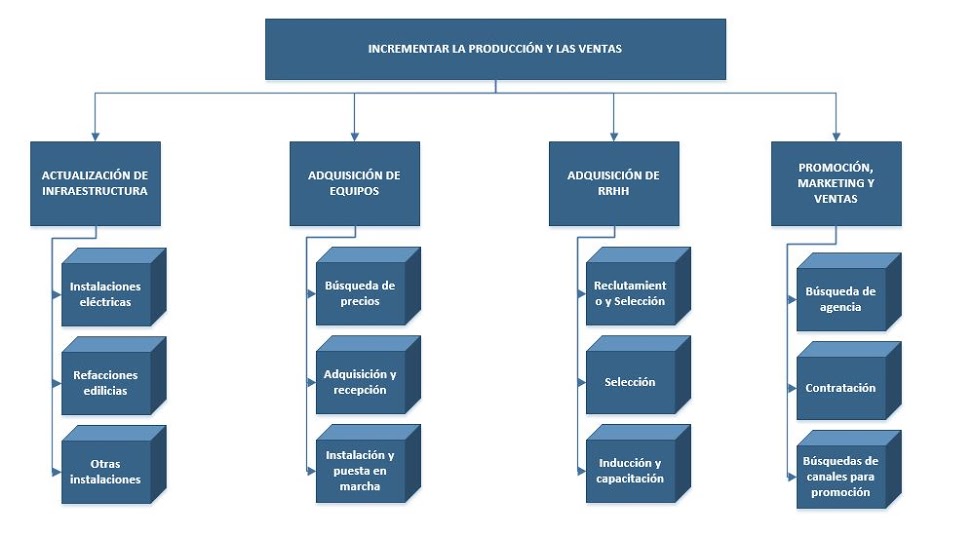 INCREMENTAR LA PRODUCCIÓN Y LAS VENTAS
ACTUALIZACIÓN DE
INFRAESTRUCTURA
Instalaciones
eléctricas
Refacciones
edilicias
Otras
instalaciones
ADQUISICIÓN DE
EQUIPOS
Búsqueda de
precios
Adquisición y
recepción
Instalación y
puesta en
marcha
ADQUISICIÓN DE
RRHH
Reclutamient
o y Selección
Selección
Inducción y
capacitación
PROMOCIÓN,
MARKETING Y
VENTAS
Búsqueda de
agencia
Contratación
Búsquedas de
canales para
promoción